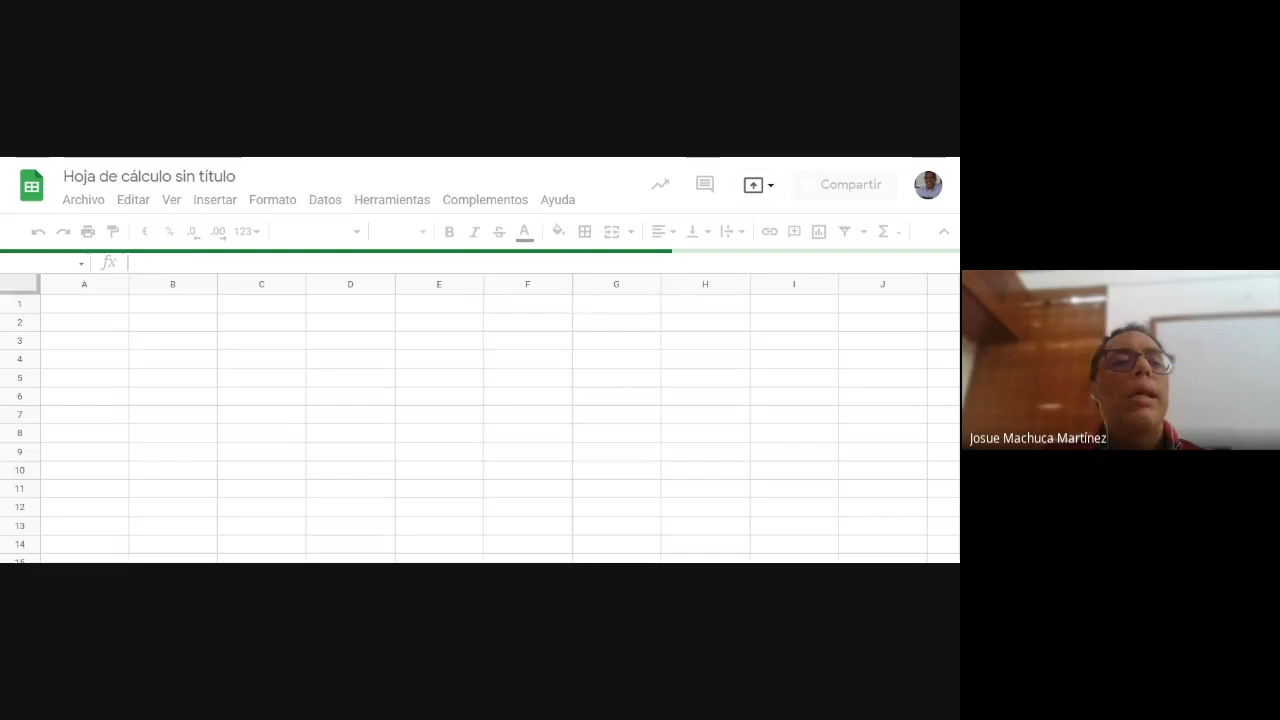 Hoja de cálculo sin título
Compartir
Archivo Editar Ver Insertar Formato Datos Herramientas Complementos Ayuda
€ % .0 .00 123 B I S A Σ
fx
A B C D E F G H I J
1
2
3
4
5
6
7
8
9
10
11
12
13
14
15
Josue Machuca Martínez